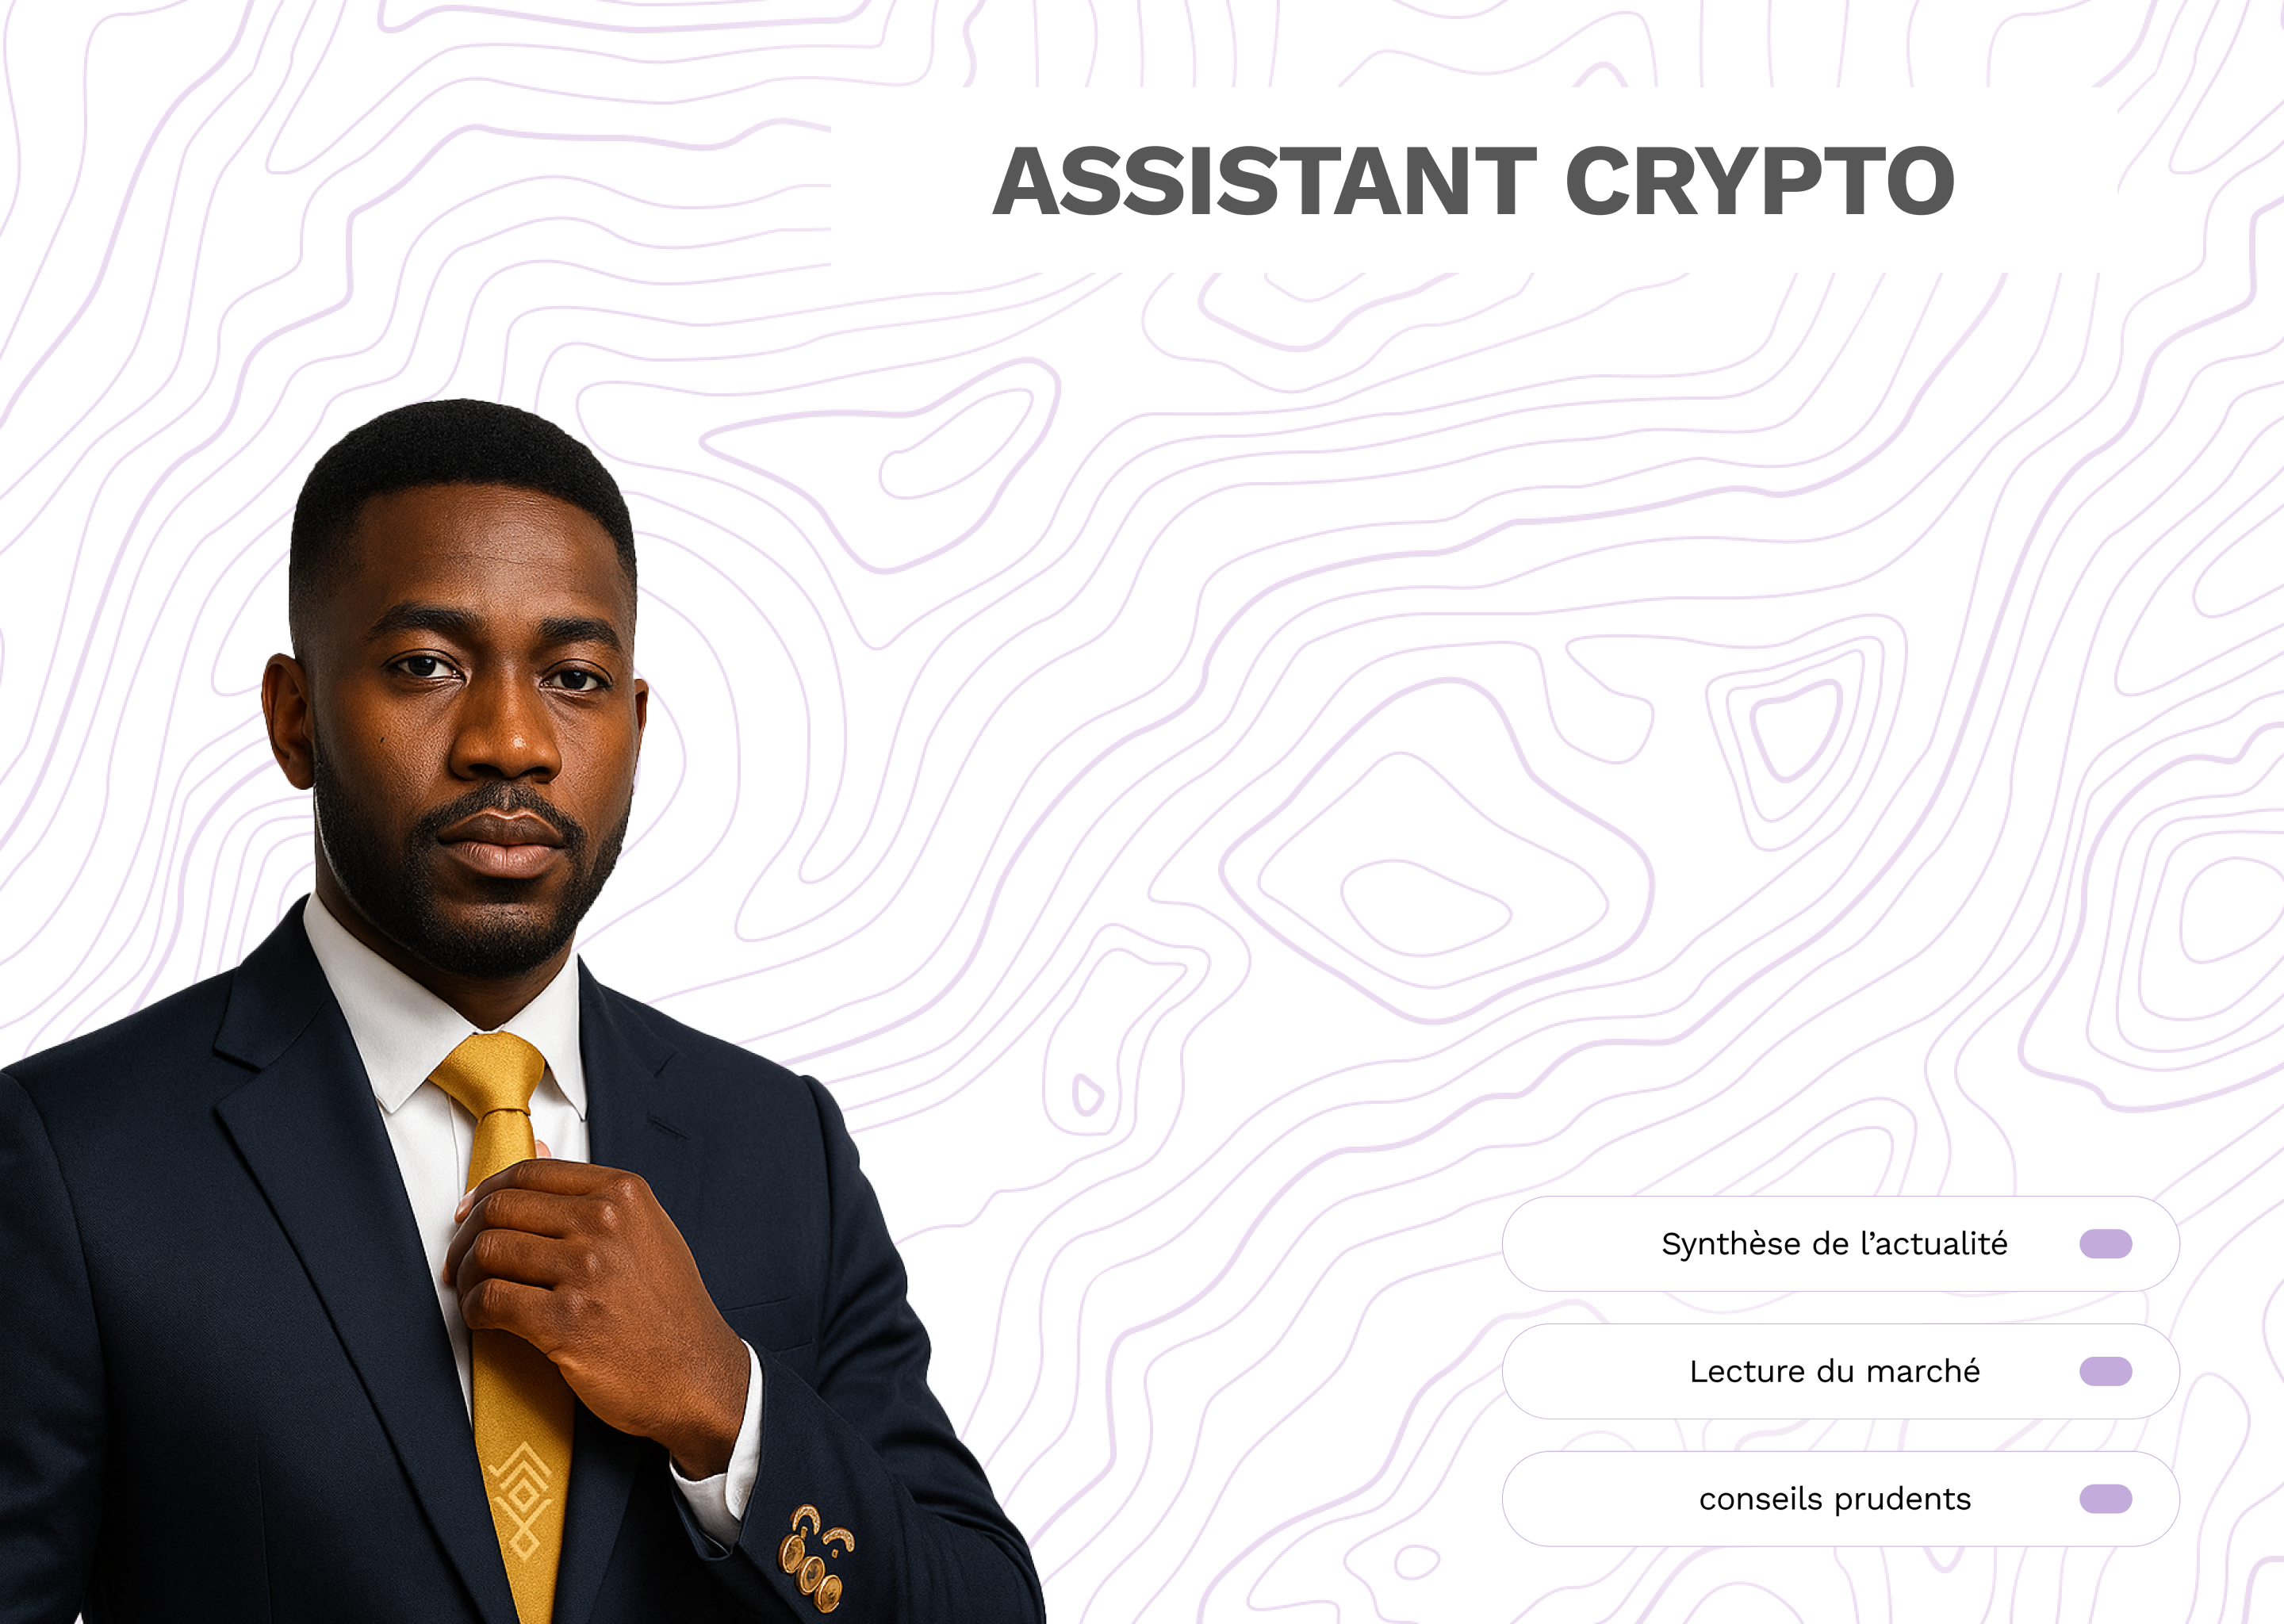 ASSISTANT CRYPTO
Synthèse de l’actualité
Lecture du marché
conseils prudents